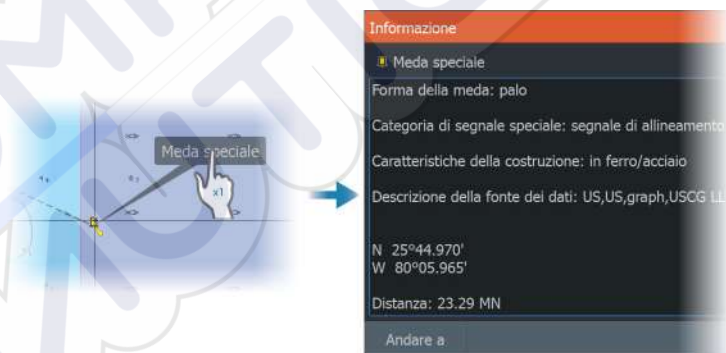 Meda speciale
x1
Informazione
Meda speciale
Forma della meda: palo
Categoria di segnale speciale: segnale di allineamento
Caratteristiche della costruzione: in ferro/acciaio
Descrizione della fonte dei dati: US,US,graph,USCG
N 25°44.970'
W 80°05.965'
Distanza: 23.29 MN
Andare a